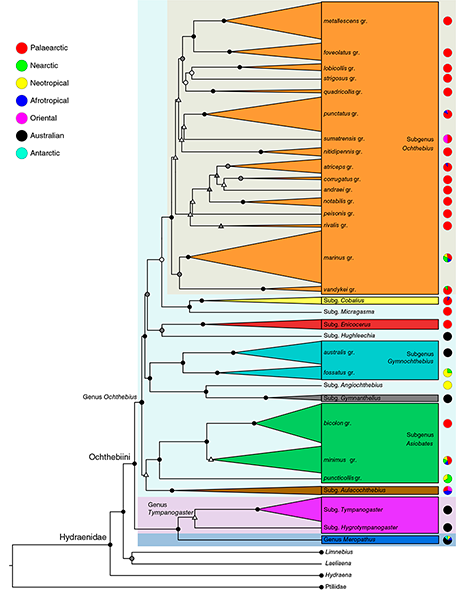 Palaearctic
Nearctic
Neotropical
Afrotropical
Oriental
Australian
Antarctic
metallescens gr.
foveolatus gr.
lobicollis gr.
strigosus gr.
quadricollis gr.
punctatus gr.
sumatrensis gr.
nitidipennis gr.
Subgenus
Ochthebius
atriceps gr.
corrugatus gr.
andraei gr.
notabilis gr.
peisonis gr.
rivalis gr.
marinus gr.
vandykei gr.
Subg. Cobalius
Subg. Micragasma
Subg. Enicocerus
Subg. Hughleechia
australis gr.
Subgenus
Gymnochthebius
fossatus gr.
Subg. Angiochthebius
Genus Ochthebius
Subg. Gymnanthelius
bicolon gr.
Subgenus
Asiobates
Ochthebiini
minimus gr.
puncticollis gr.
Subg. Aulacochthebius
Genus
Tympanogaster
Subg. Tympanogaster
Subg. Hygrotympanogaster
Hydraenidae
Genus Meropathus
Limnebius
Laeliaena
Hydraena
Ptiliidae